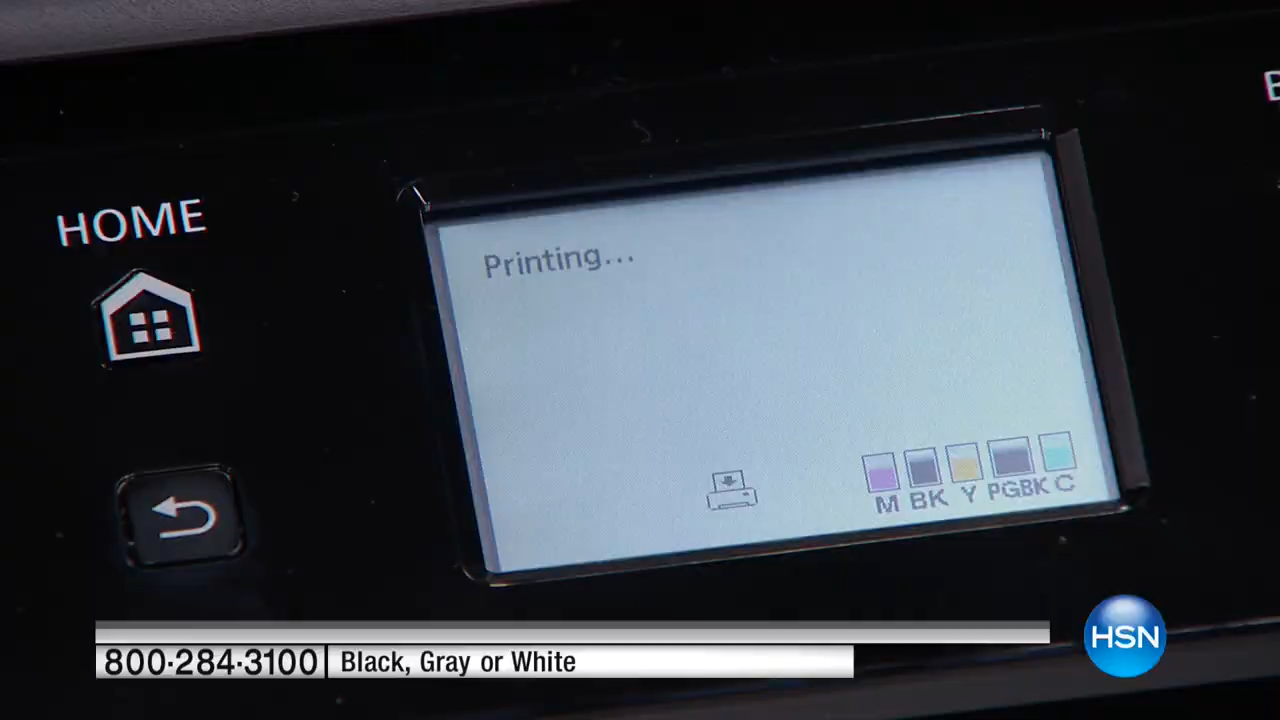 HOME
Printing...
M BK Y PGBK C
800·284·3100 Black, Gray or White
HSN